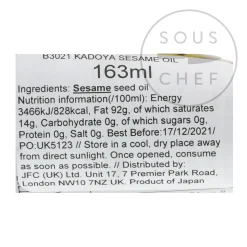 B3021 KADOYA SESAME OIL
163ml
Ingredients: Sesame seed oil
Nutrition information(/100ml): Energy
3466kJ/828kcal, Fat 92g, of which saturates
14g, Carbohydrate 0g, of which sugars 0g,
Protein 0g, Salt 0g. Best Before:17/12/2021/
PO:UK5123 // Store in a cool, dry place away
from direct sunlight. Once opened, consume
as soon as possible. // Distributed by:
JFC (UK) Ltd. Unit 17, 7 Premier Park Road,
London NW10 7NZ UK. Product of Japan
SOUS
CHEF